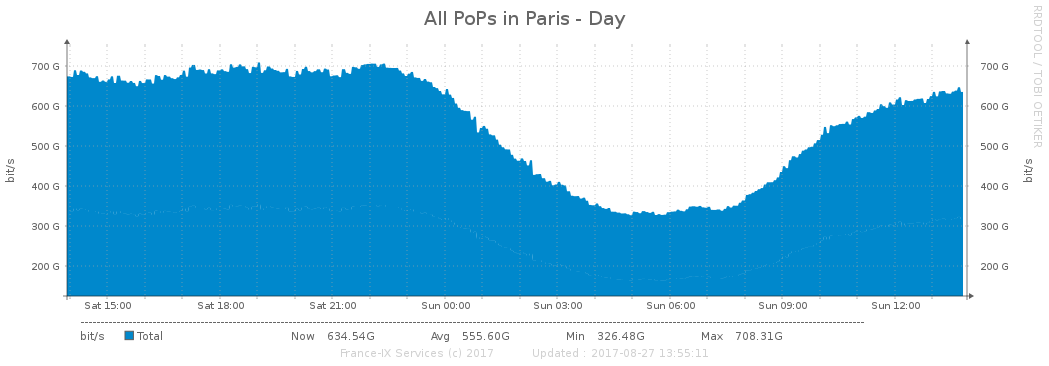 All PoPs in Paris - Day
RRDTOOL / TOBI OETIKER
700 G 700 G
600 G 600 G
500 G 500 G
400 G 400 G
300 G 300 G
200 G 200 G
bit/s bit/s
Sat 15:00 Sat 18:00 Sat 21:00 Sun 00:00 Sun 03:00 Sun 06:00 Sun 09:00 Sun 12:00
bit/s Total Now 634.54G Avg 555.60G Min 326.48G Max 708.31G
France-IX Services (c) 2017 Updated : 2017-08-27 13:55:11